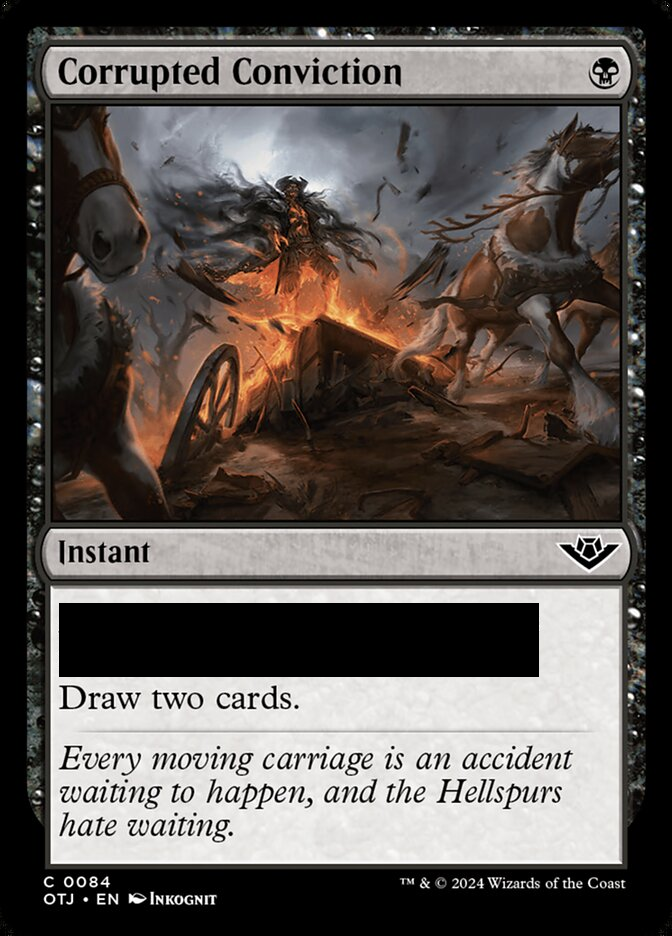 Corrupted Conviction
Instant
Draw two cards.
Every moving carriage is an accident
waiting to happen, and the Hellspurs
hate waiting.
C 0084
OTJ • EN Inkognit
™ & © 2024 Wizards of the Coast